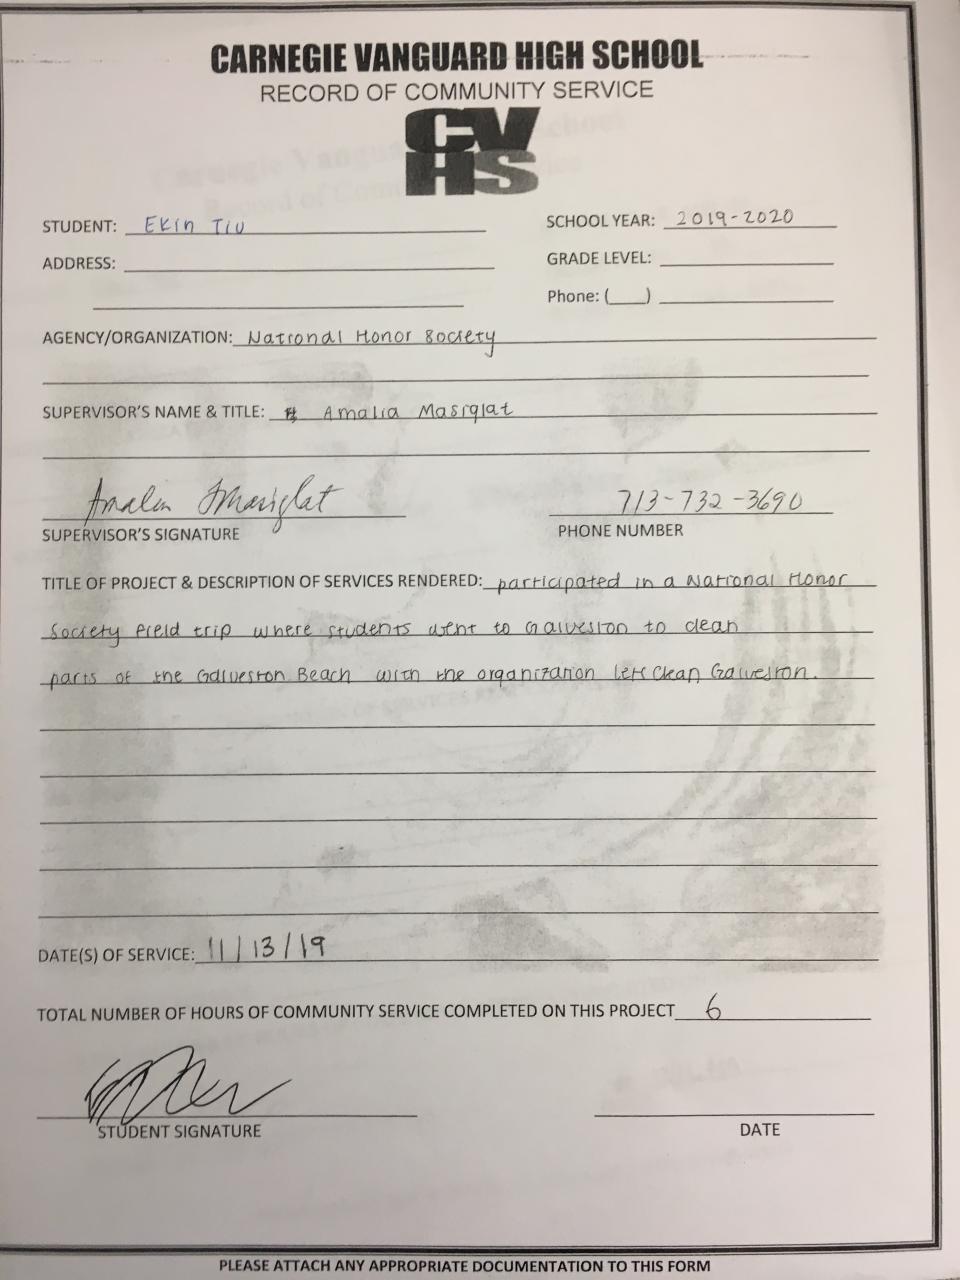 CARNEGIE VANGUARD HIGH SCHOOL
RECORD OF COMMUNITY SERVICE
CV
HS
STUDENT: Ekin Tiu
SCHOOL YEAR: 2019-2020
ADDRESS:
GRADE LEVEL:
Phone: (___)
AGENCY/ORGANIZATION: National Honor Society
SUPERVISOR'S NAME & TITLE: Amalia Masiglat
Amalia Masiglat 713-732-3690
SUPERVISOR'S SIGNATURE PHONE NUMBER
TITLE OF PROJECT & DESCRIPTION OF SERVICES RENDERED: participated in a National Honor
Society field trip where students went to Galveston to clean
parts of the Galveston Beach with the organization Lets Clean Galveston.
DATE(S) OF SERVICE: 11/13/19
TOTAL NUMBER OF HOURS OF COMMUNITY SERVICE COMPLETED ON THIS PROJECT 6
STUDENT SIGNATURE DATE
PLEASE ATTACH ANY APPROPRIATE DOCUMENTATION TO THIS FORM